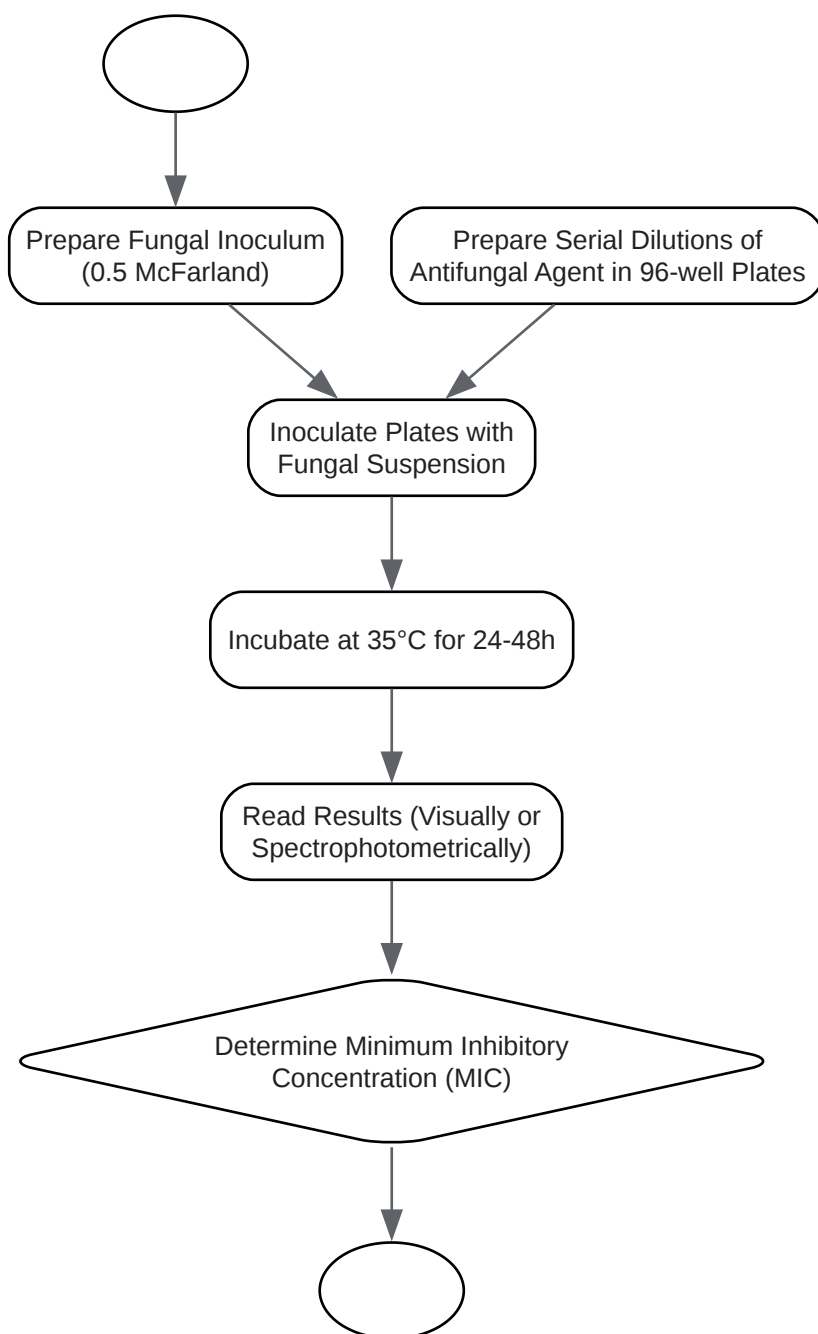 Prepare Fungal Inoculum
(0.5 McFarland)
Prepare Serial Dilutions of
Antifungal Agent in 96-well Plates
Inoculate Plates with
Fungal Suspension
Incubate at 35°C for 24-48h
Read Results (Visually or
Spectrophotometrically)
Determine Minimum Inhibitory
Concentration (MIC)